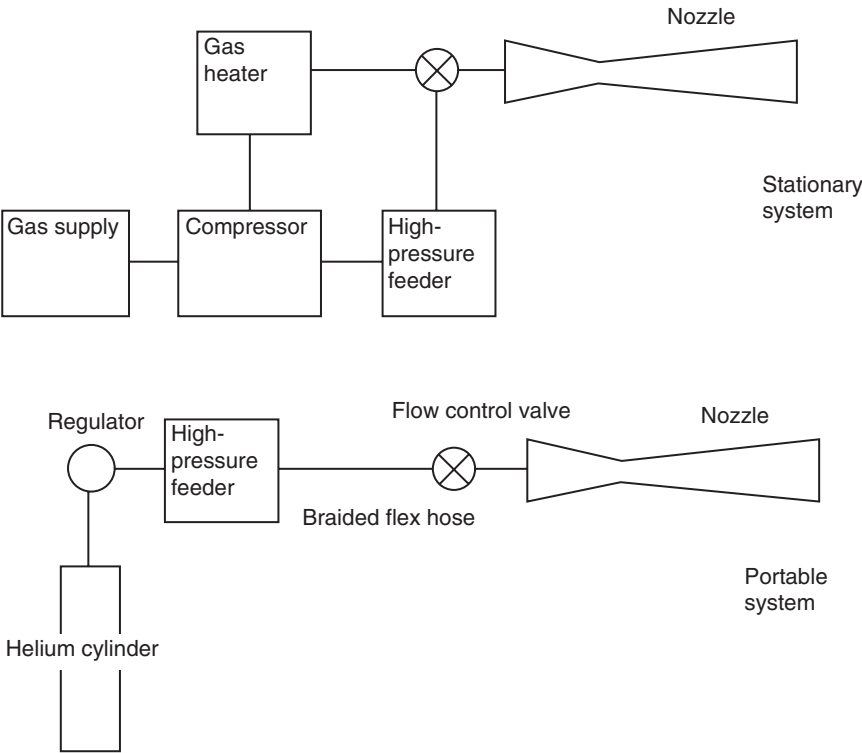 Nozzle
Gas
heater
Stationary
system
Gas supply
Compressor
High-
pressure
feeder
Flow control valve
Nozzle
Regulator
High-
pressure
feeder
Braided flex hose
Portable
system
Helium cylinder